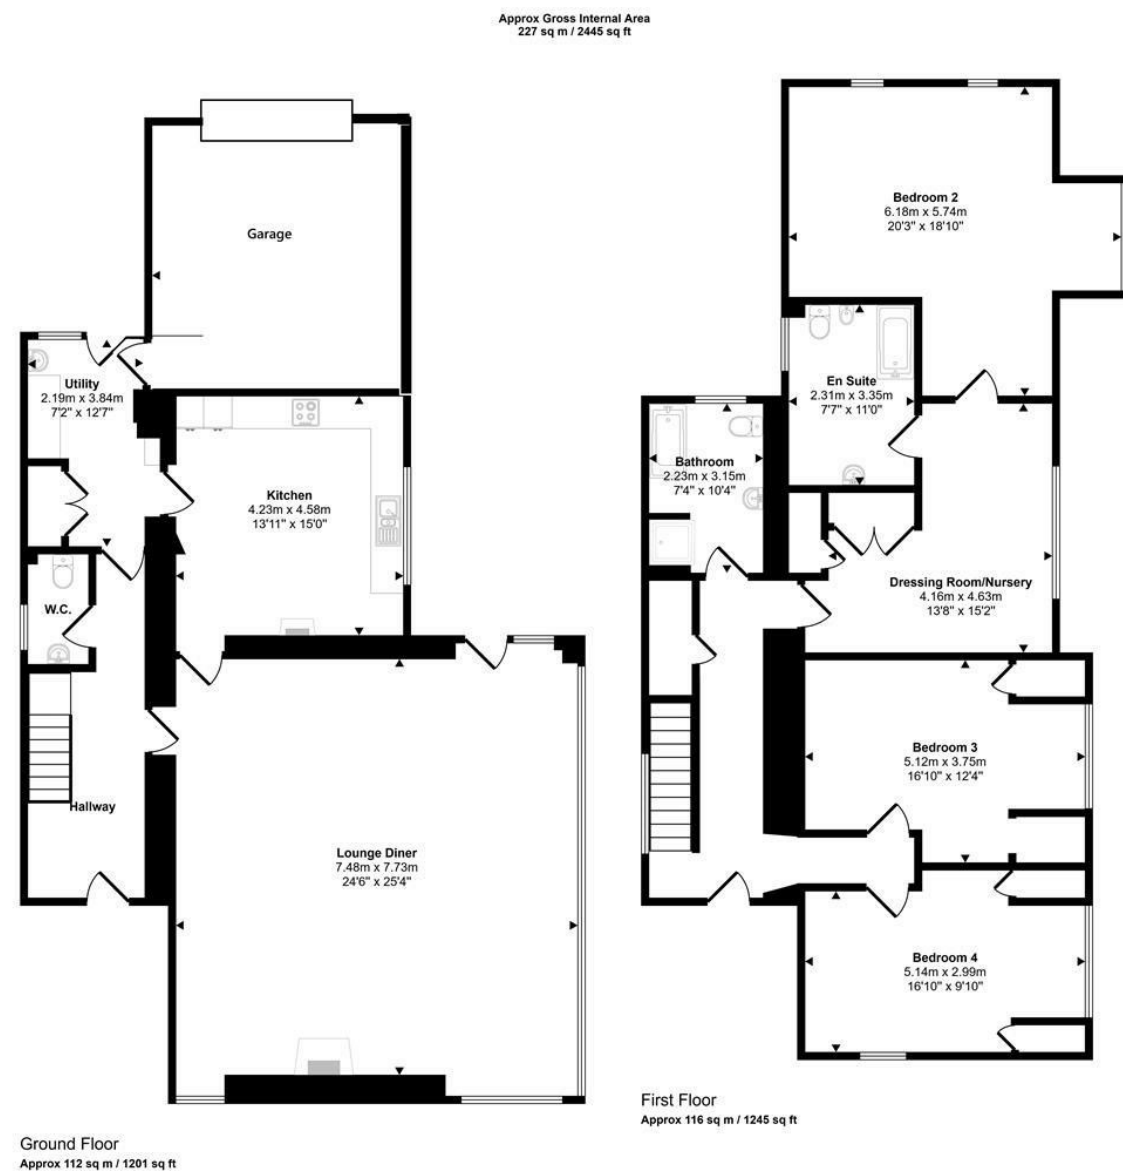 Approx Gross Internal Area
227 sq m / 2445 sq ft
Garage
Utility
2.19m x 3.84m
7'2" x 12'7"
Kitchen
4.23m x 4.58m
13'11" x 15'0"
W.C.
Hallway
Lounge Diner
7.48m x 7.73m
24'6" x 25'4"
Ground Floor
Approx 112 sq m / 1201 sq ft
Bedroom 2
6.18m x 5.74m
20'3" x 18'10"
En Suite
2.31m x 3.35m
7'7" x 11'0"
Bathroom
2.23m x 3.15m
7'4" x 10'4"
Dressing Room/Nursery
4.16m x 4.63m
13'8" x 15'2"
Bedroom 3
5.12m x 3.75m
16'10" x 12'4"
Bedroom 4
5.14m x 2.99m
16'10" x 9'10"
First Floor
Approx 116 sq m / 1245 sq ft